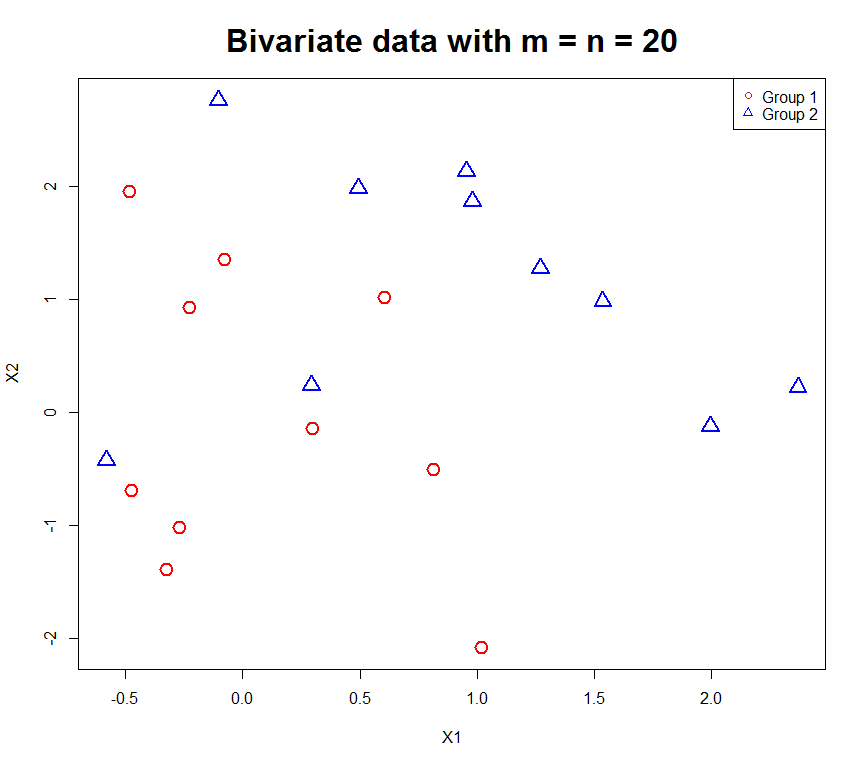 Bivariate data with m = n = 20
Group 1
Group 2
2
1
0
-1
-2
X2
-0.5 0.0 0.5 1.0 1.5 2.0
X1